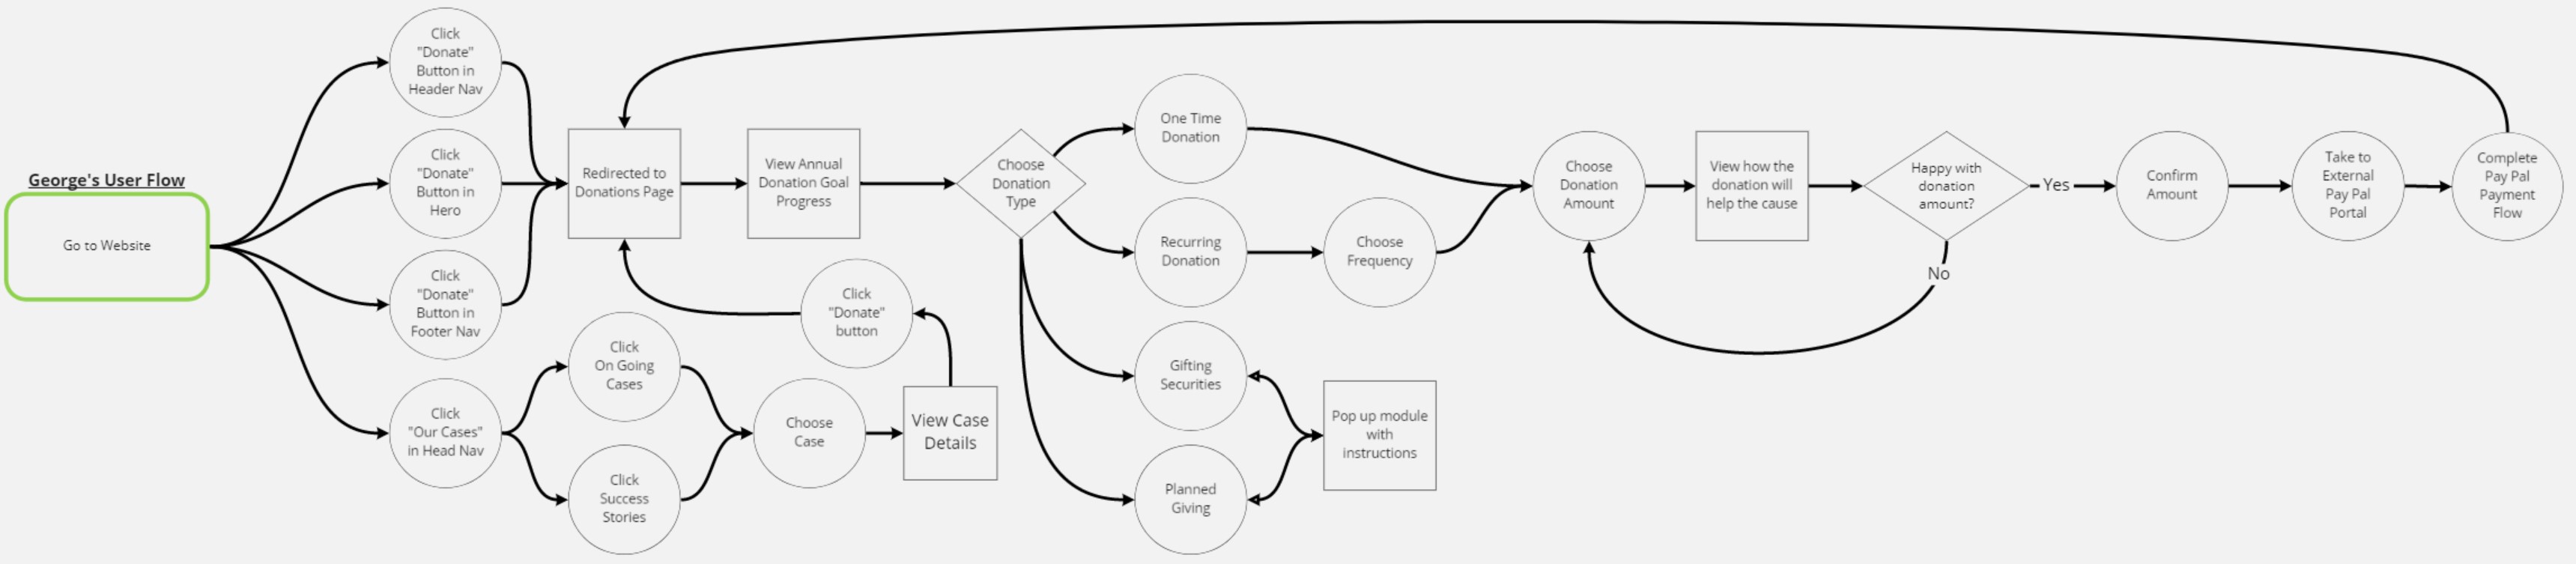 George's User Flow
Go to Website
Click
"Donate"
Button in
Header Nav
Click
"Donate"
Button in
Hero
Click
"Donate"
Button in
Footer Nav
Click
"Our Cases"
in Head Nav
Click
On Going
Cases
Click
Success
Stories
Choose
Case
View Case
Details
Click
"Donate"
button
Redirected to
Donations Page
View Annual
Donation Goal
Progress
Choose
Donation
Type
One Time
Donation
Recurring
Donation
Choose
Frequency
Gifting
Securities
Planned
Giving
Pop up module
with
instructions
Choose
Donation
Amount
View how the
donation will
help the cause
Happy with
donation
amount?
Yes
No
Confirm
Amount
Take to
External
Pay Pal
Portal
Complete
Pay Pal
Payment
Flow